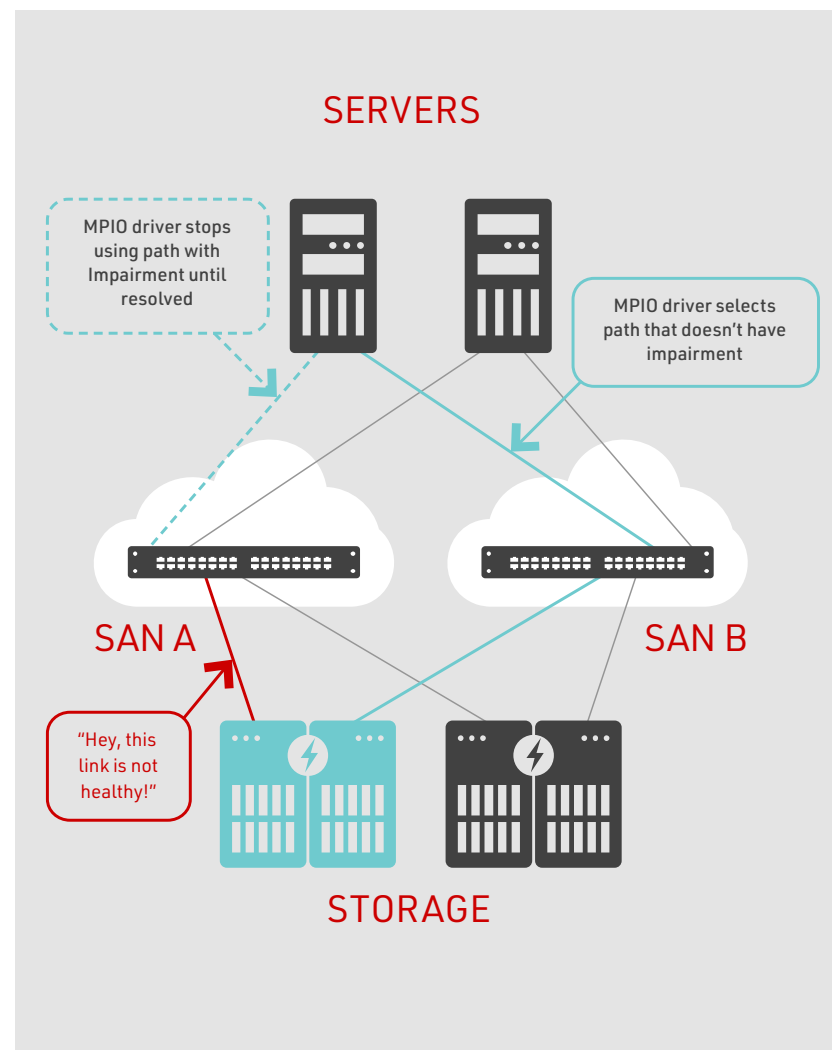 SERVERS
MPIO driver stops
using path with
Impairment until
resolved
MPIO driver selects
path that doesn’t have
impairment
SAN A
SAN B
“Hey, this
link is not
healthy!”
STORAGE